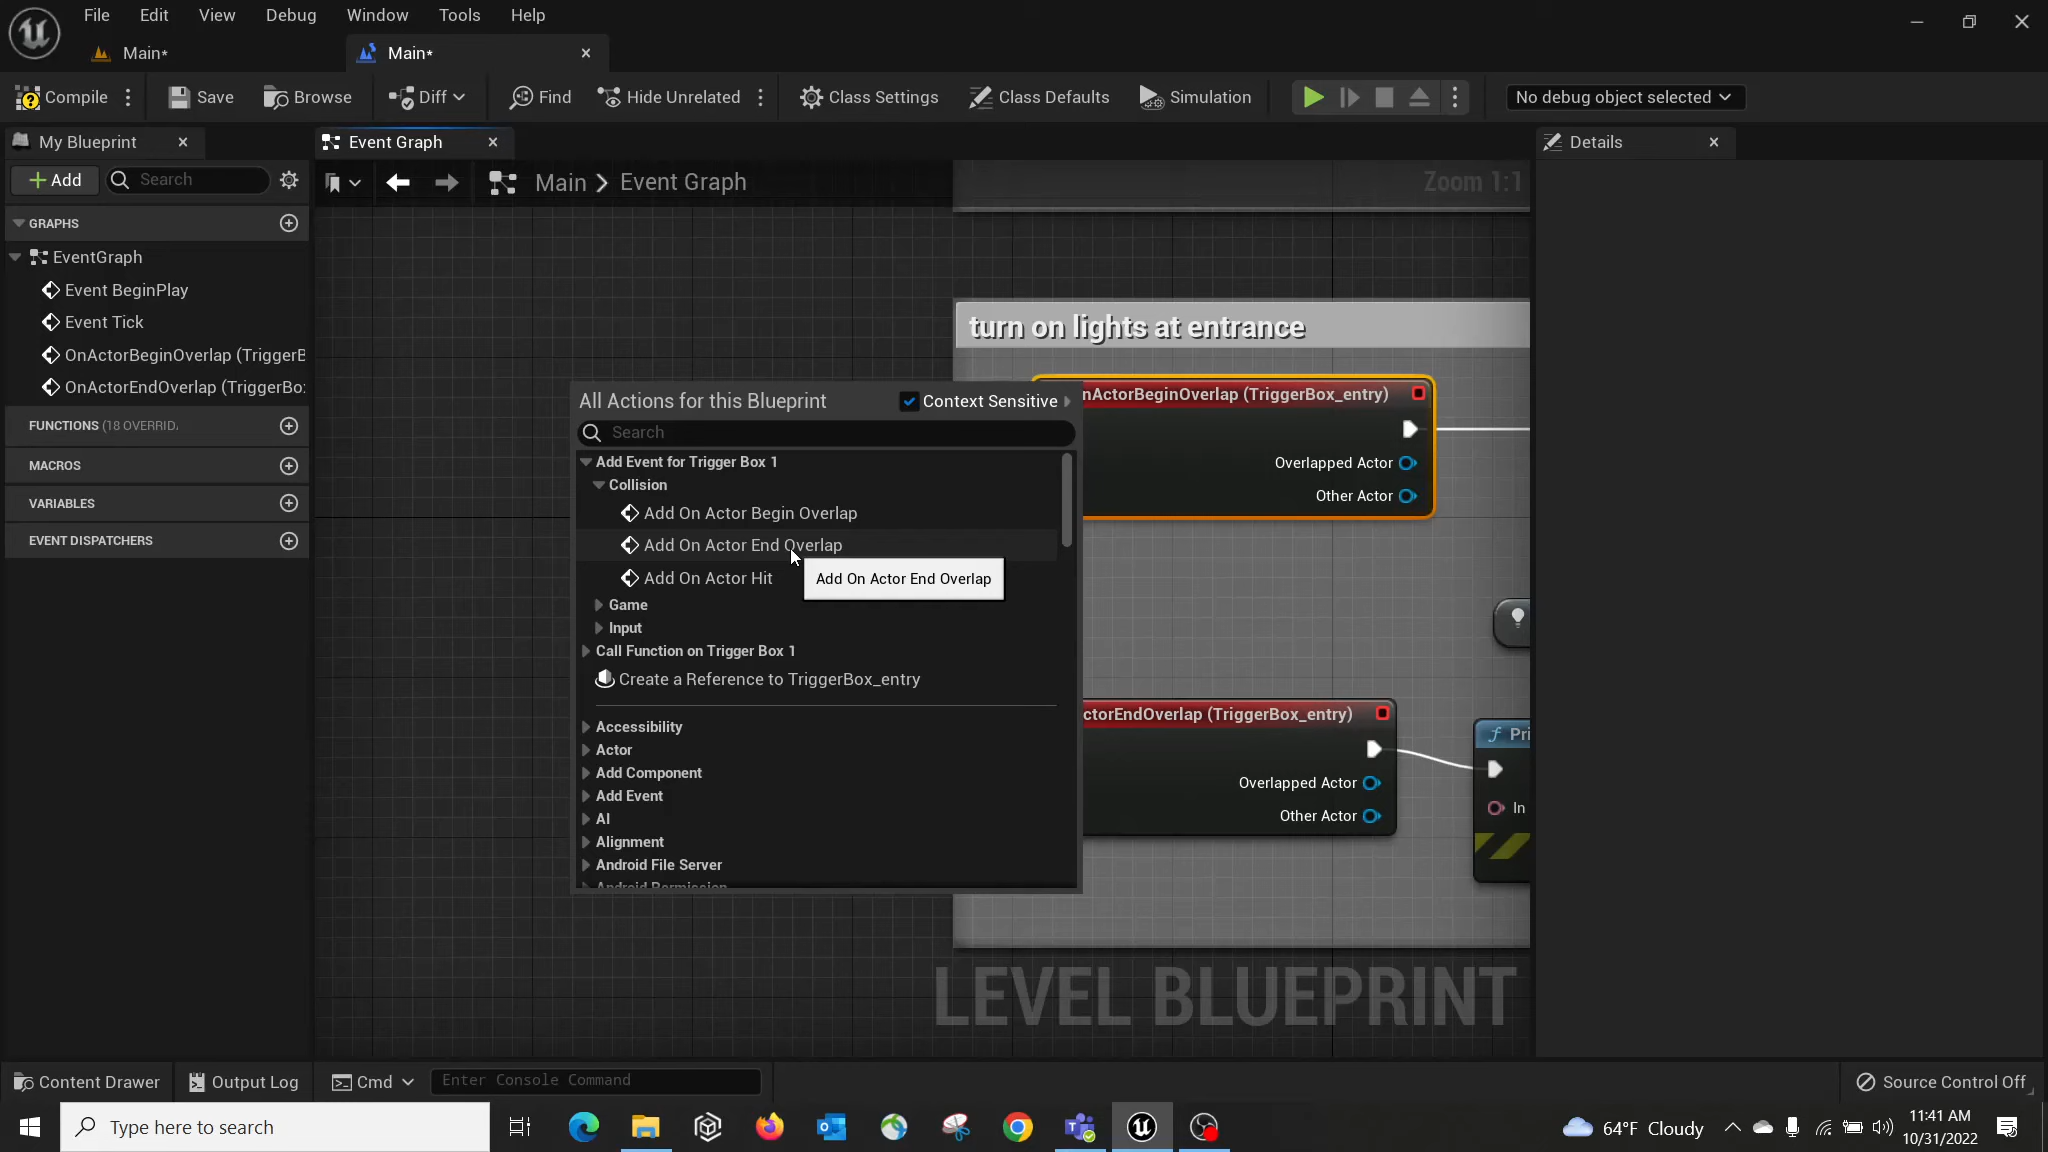 File Edit View Debug Window Tools Help
Main* Main*
Compile Save Browse Diff Find Hide Unrelated Class Settings Class Defaults Simulation No debug object selected
My Blueprint Event Graph Details
Add Search Main > Event Graph Zoom 1:1
GRAPHS
EventGraph
Event BeginPlay
Event Tick
OnActorBeginOverlap (TriggerB
OnActorEndOverlap (TriggerBo
FUNCTIONS (18 OVERRID.
MACROS
VARIABLES
EVENT DISPATCHERS
turn on lights at entrance
nActorBeginOverlap (TriggerBox_entry)
Overlapped Actor
Other Actor
All Actions for this Blueprint Context Sensitive
Search
Add Event for Trigger Box 1
Collision
Add On Actor Begin Overlap
Add On Actor End Overlap
Add On Actor Hit
Add On Actor End Overlap
Game
Input
Call Function on Trigger Box 1
Create a Reference to TriggerBox_entry
Accessibility
Actor
Add Component
Add Event
AI
Alignment
Android File Server
Android Permission
ctorEndOverlap (TriggerBox_entry)
Overlapped Actor
Other Actor
f Pri
In
LEVEL BLUEPRINT
Content Drawer Output Log Cmd Enter Console Command Source Control Off
Type here to search 64°F Cloudy 11:41 AM
10/31/2022